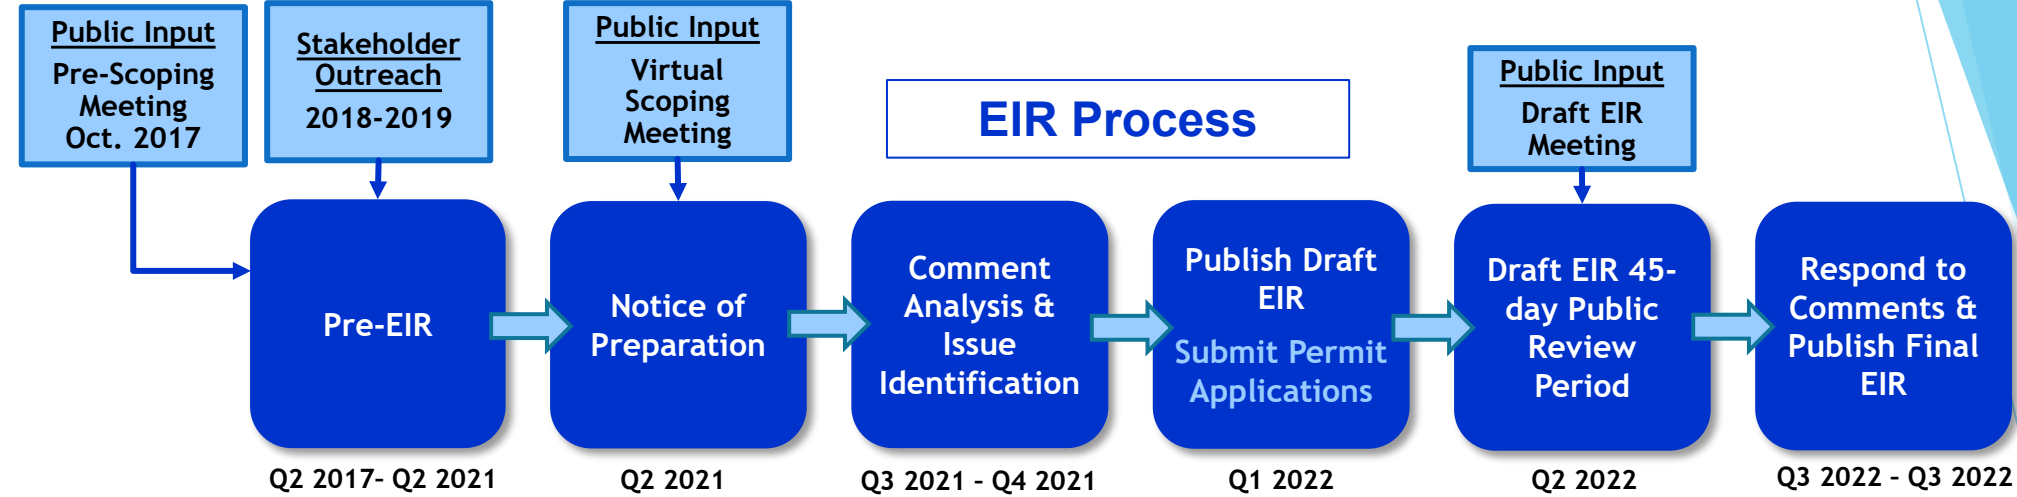 Public Input
Pre-Scoping
Meeting
Oct. 2017
Stakeholder
Outreach
2018-2019
Public Input
Virtual
Scoping
Meeting
EIR Process
Public Input
Draft EIR
Meeting
Pre-EIR
Notice of
Preparation
Comment
Analysis &
Issue
Identification
Publish Draft
EIR
Submit Permit
Applications
Draft EIR 45-
day Public
Review
Period
Respond to
Comments &
Publish Final
EIR
Q2 2017– Q2 2021
Q2 2021
Q3 2021 – Q4 2021
Q1 2022
Q2 2022
Q3 2022 – Q3 2022